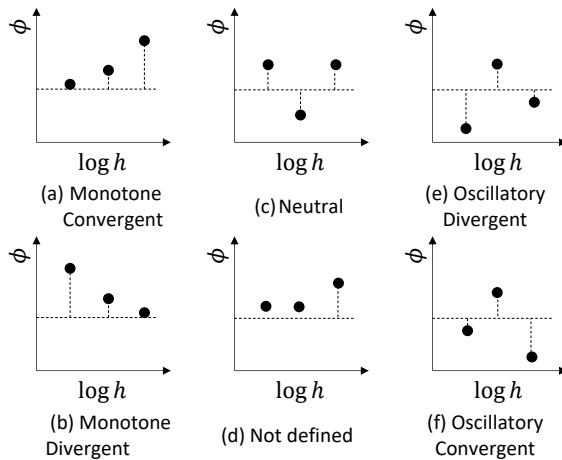 ϕ
log h
(a) Monotone
Convergent
ϕ
log h
(c) Neutral
ϕ
log h
(e) Oscillatory
Divergent
ϕ
log h
(b) Monotone
Divergent
ϕ
log h
(d) Not defined
ϕ
log h
(f) Oscillatory
Convergent